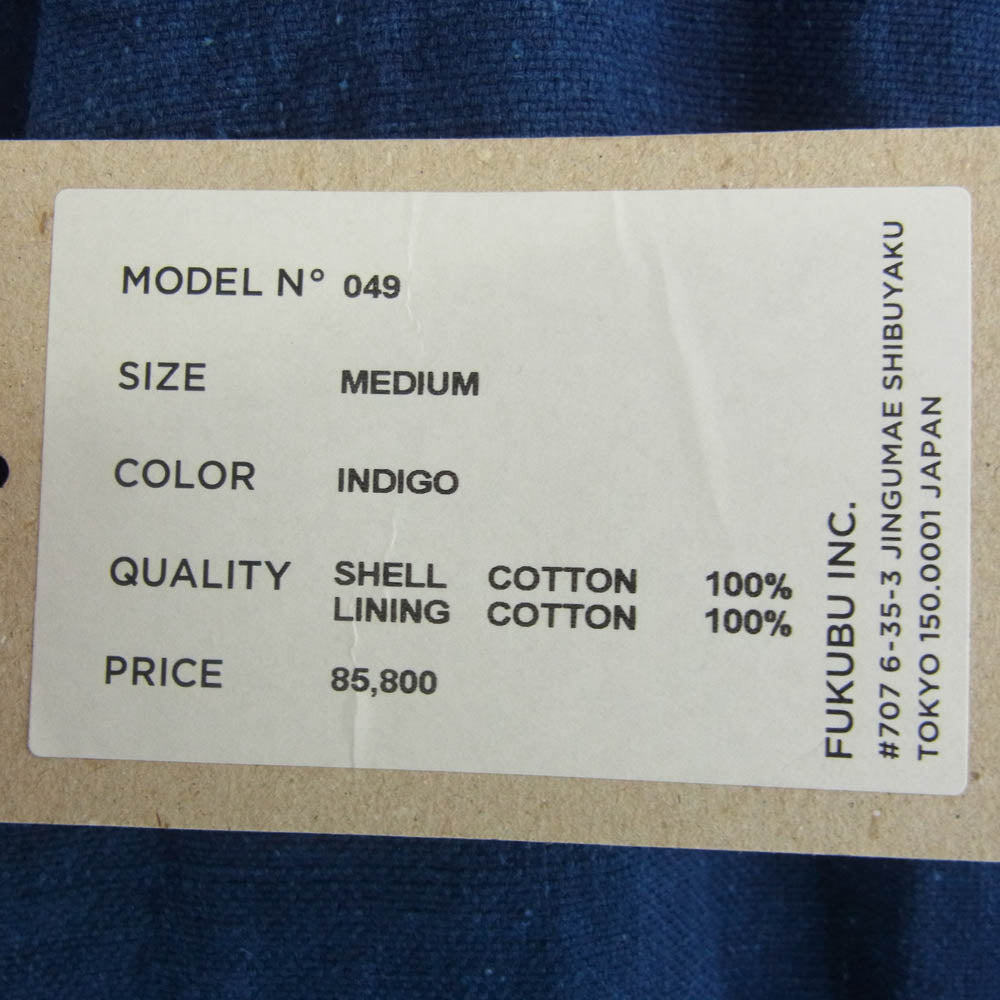 MODEL N° 049
SIZE MEDIUM
COLOR INDIGO
QUALITY SHELL COTTON 100%
LINING COTTON 100%
PRICE 85,800
FUKUBU INC.
#707 6-35-3 JINGUMAE SHIBUYAKU
TOKYO 150.0001 JAPAN